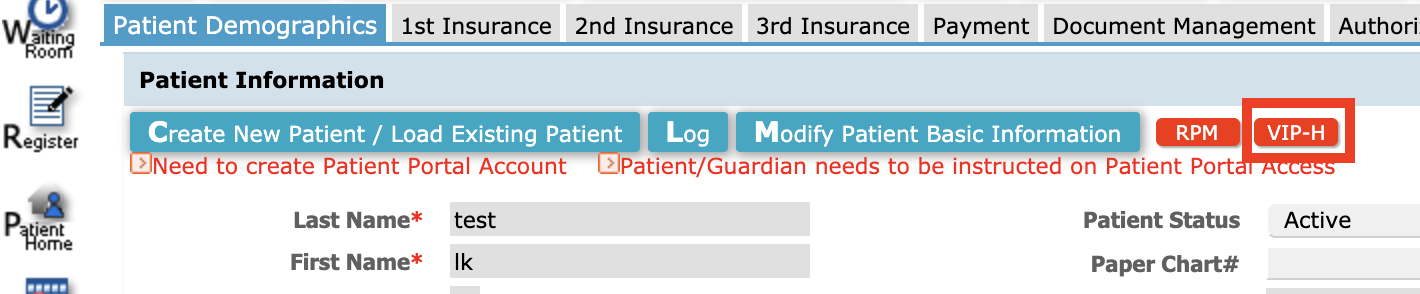 Waiting
Room
Register
Patient
Home
Patient Demographics 1st Insurance 2nd Insurance 3rd Insurance Payment Document Management Authori
Patient Information
Create New Patient / Load Existing Patient Log Modify Patient Basic Information RPM VIP-H
Need to create Patient Portal Account Patient/Guardian needs to be instructed on Patient Portal Access
Last Name* test Patient Status Active
First Name* lk Paper Chart#